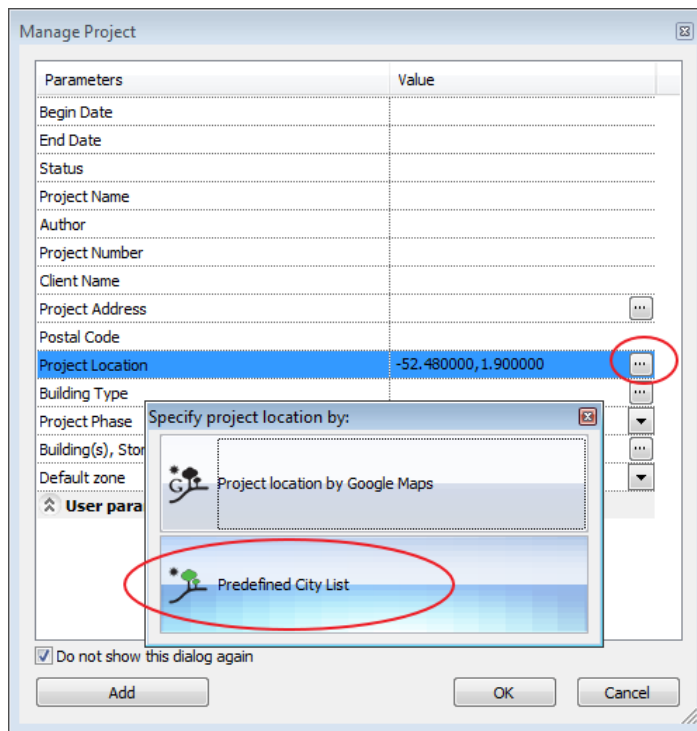 Manage Project
Parameters Value
Begin Date
End Date
Status
Project Name
Author
Project Number
Client Name
Project Address ...
Postal Code
Project Location -52.480000,1.900000 ...
Building Type ...
Project Phase
Building(s), Stor ...
Default zone
User para
Specify project location by:
G Project location by Google Maps
Predefined City List
Do not show this dialog again
Add OK Cancel